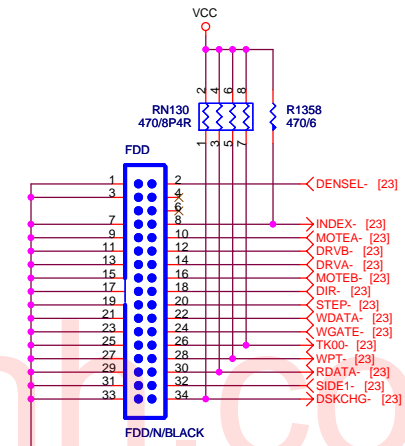 VCC
2 4 6 8
RN130
470/8P4R
R1358
470/6
1 3 5 7
FDD
1 2 DENSEL- [23]
3 4
6
7 8 INDEX- [23]
9 10 MOTEA- [23]
11 12 DRVB- [23]
13 14 DRVA- [23]
15 16 MOTEB- [23]
17 18 DIR- [23]
19 20 STEP- [23]
21 22 WDATA- [23]
23 24 WGATE- [23]
25 26 TK00- [23]
27 28 WPT- [23]
29 30 RDATA- [23]
31 32 SIDE1- [23]
33 34 DSKCHG- [23]
FDD/N/BLACK